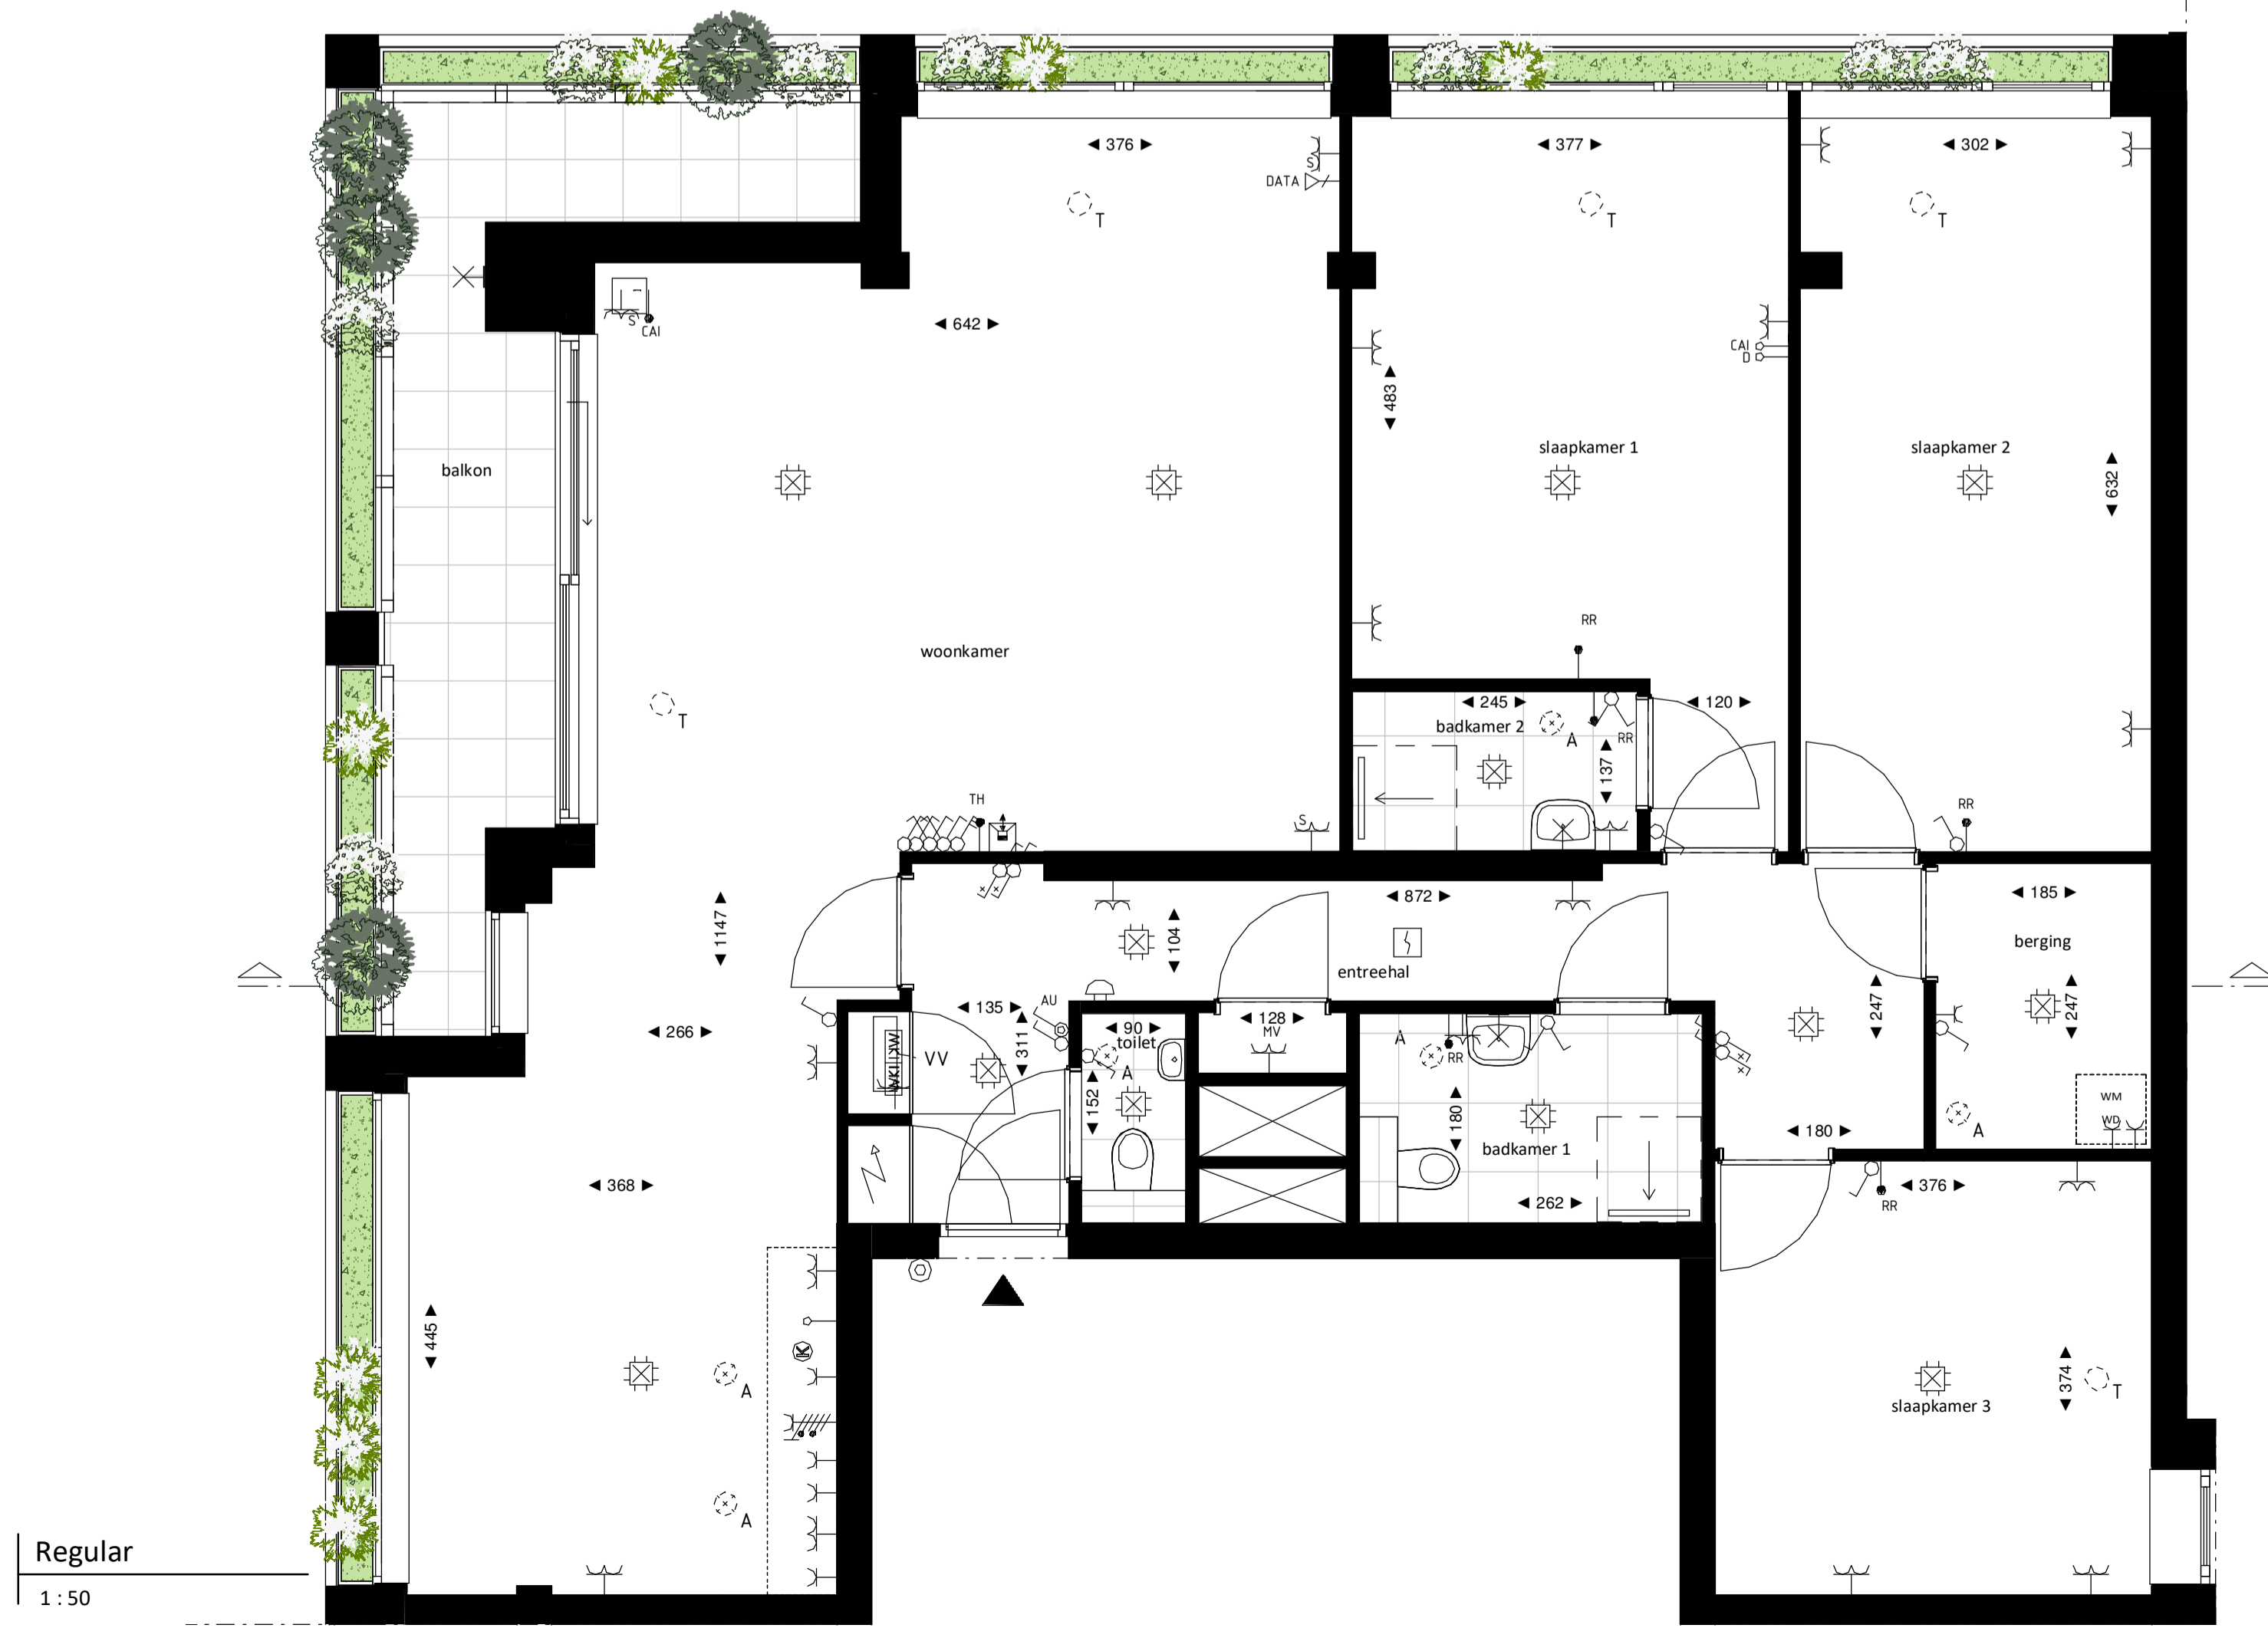 376
377
302
S
DATA
T
T
T
S
CAI
642
CAI
D
483
balkon
slaapkamer 1
slaapkamer 2
632
RR
woonkamer
T
245
120
badkamer 2
A
RR
137
TH
S
RR
872
185
1147
104
berging
entreehal
135
AU
90
128
247
247
266
311
toilet
MV
A
RR
VV
A
152
180
WM
WD
A
180
badkamer 1
368
262
376
RR
445
K
374
T
A
slaapkamer 3
A
Regular
1 : 50